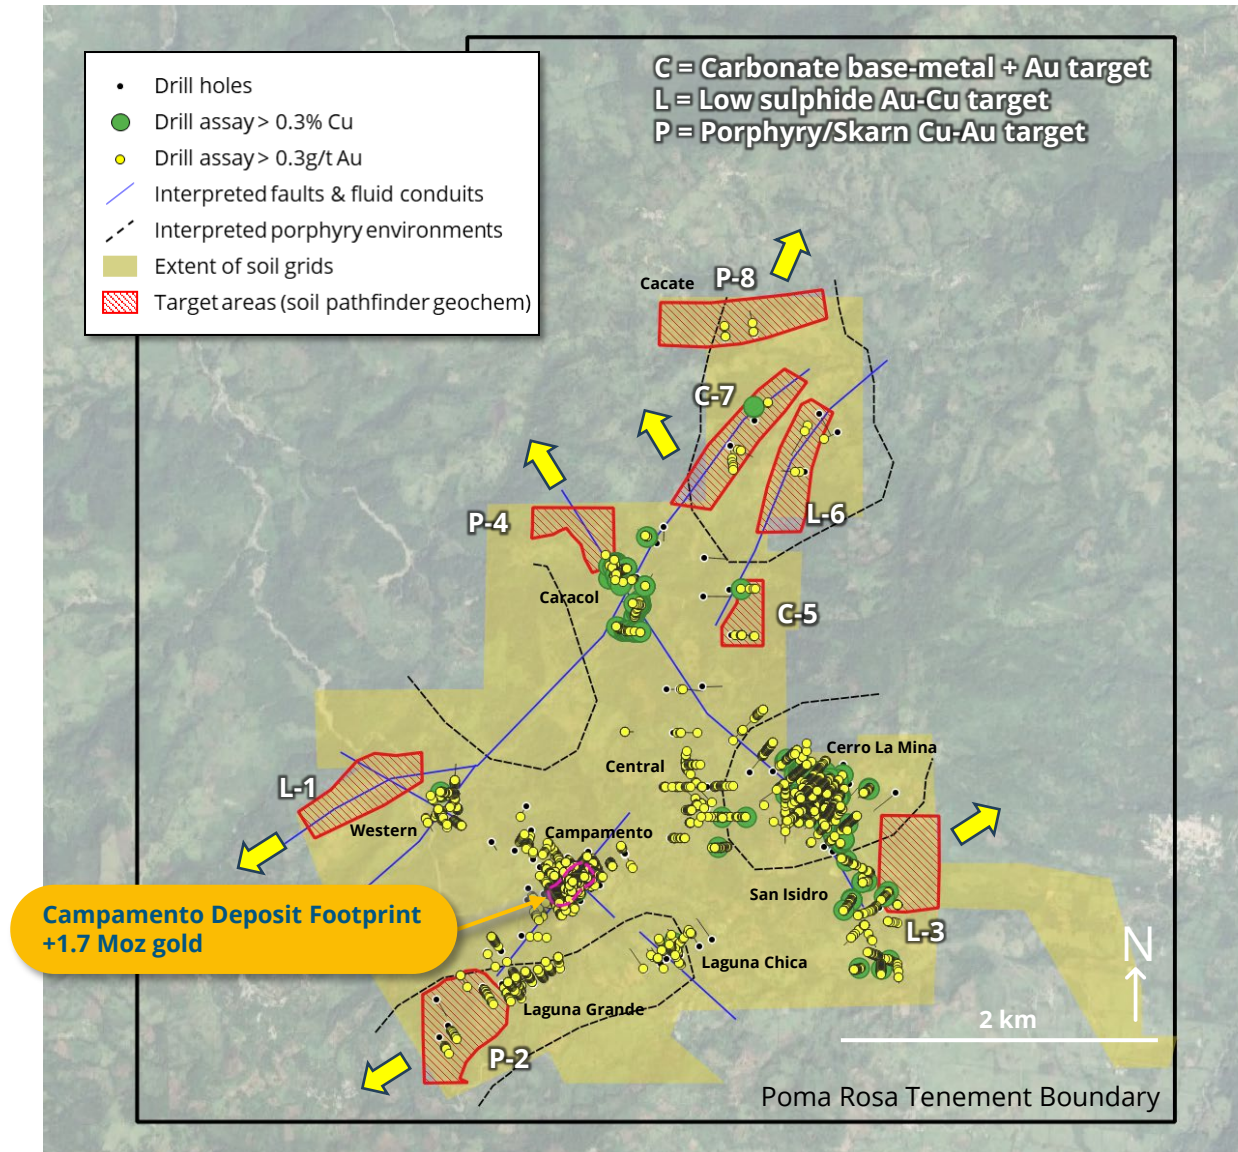 C = Carbonate base-metal + Au target
L = Low sulphide Au-Cu target
P = Porphyry/Skarn Cu-Au target
Drill holes
Drill assay > 0.3% Cu
Drill assay > 0.3g/t Au
Interpreted faults & fluid conduits
Interpreted porphyry environments
Extent of soil grids
Target areas (soil pathfinder geochem)
Cacate
P-8
C-7
L-6
P-4
Caracol
C-5
Cerro La Mina
Central
L-1
Western
Campamento
San Isidro
Campamento Deposit Footprint
+1.7 Moz gold
L-3
N
Laguna Chica
Laguna Grande
2 km
P-2
Poma Rosa Tenement Boundary